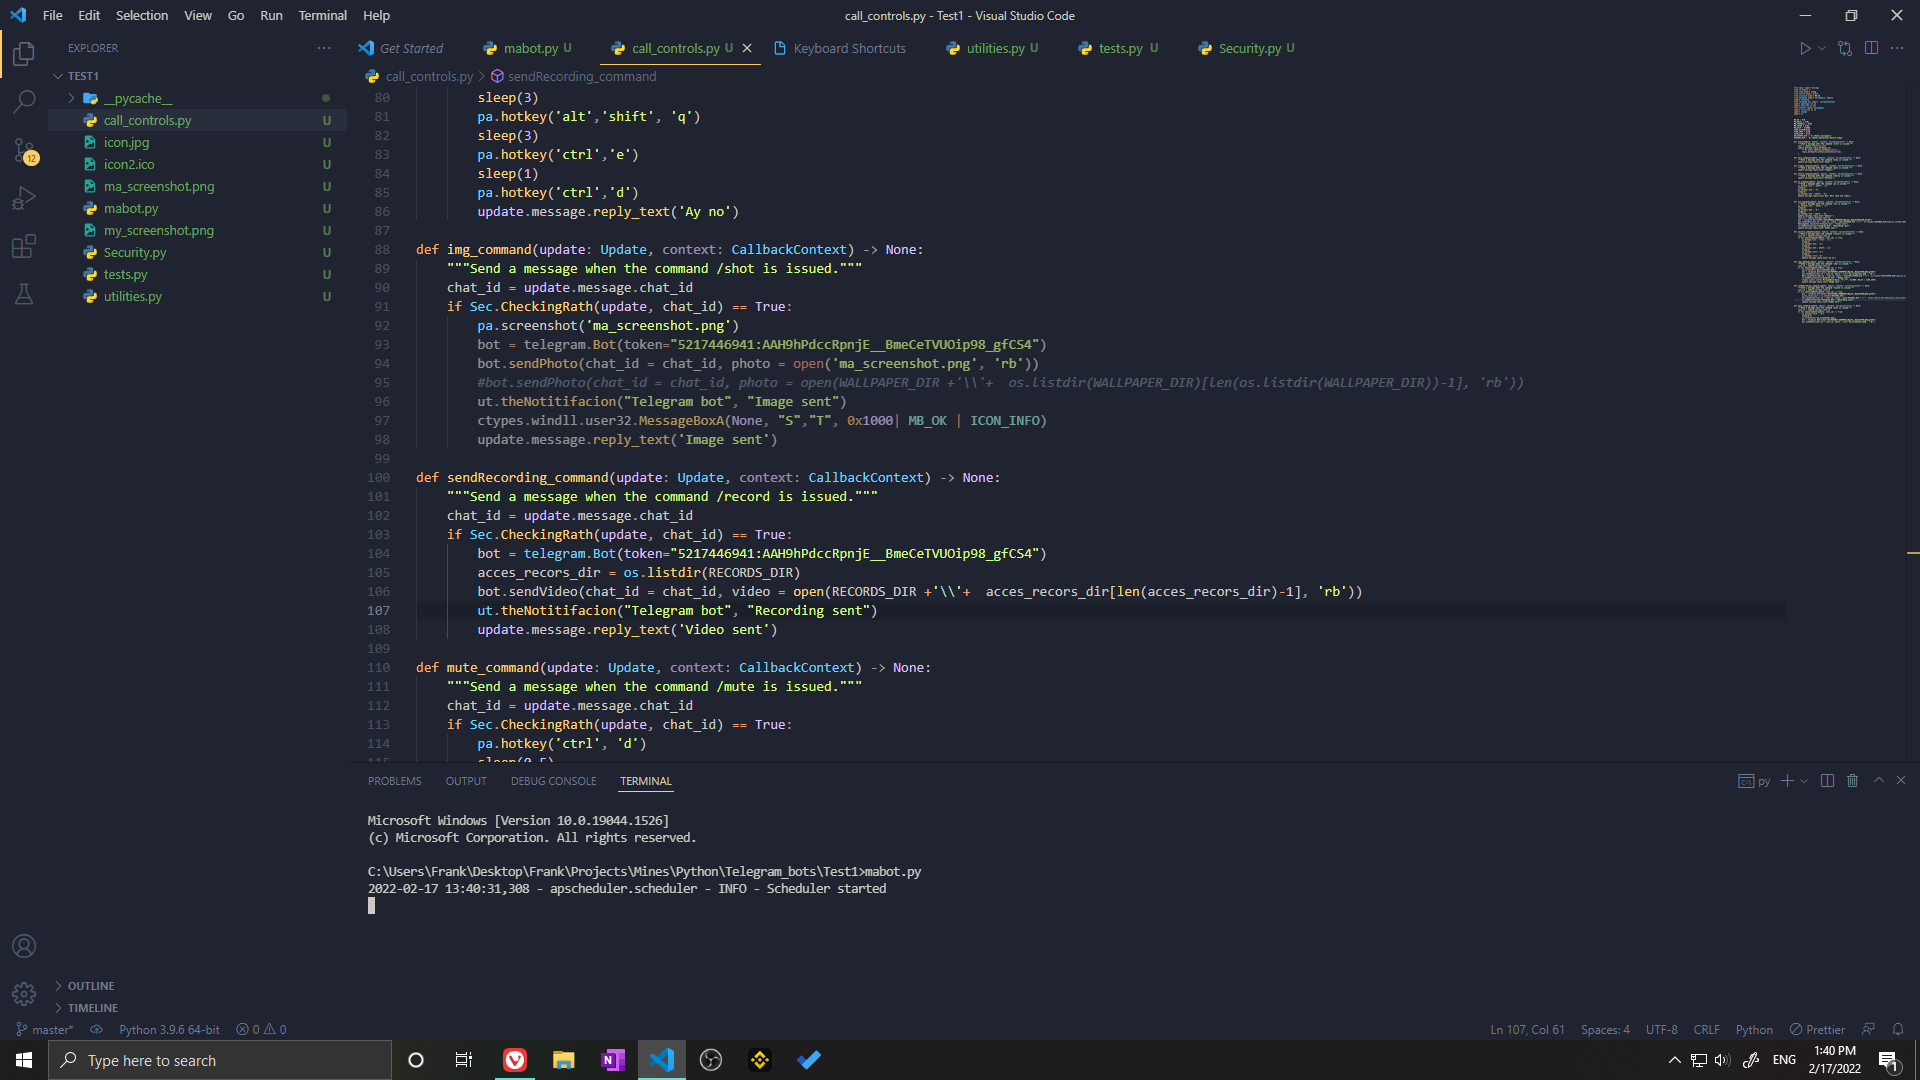 File Edit Selection View Go Run Terminal Help
call_controls.py - Test1 - Visual Studio Code
EXPLORER
TEST1
__pycache__
call_controls.py U
icon.jpg U
icon2.ico U
ma_screenshot.png U
mabot.py U
my_screenshot.png U
Security.py U
tests.py U
utilities.py U
12
OUTLINE
TIMELINE
Get Started
mabot.py U
call_controls.py U
Keyboard Shortcuts
utilities.py U
tests.py U
Security.py U
call_controls.py > sendRecording_command
80 sleep(3)
81 pa.hotkey('alt','shift', 'q')
82 sleep(3)
83 pa.hotkey('ctrl','e')
84 sleep(1)
85 pa.hotkey('ctrl','d')
86 update.message.reply_text('Ay no')
87
88 def img_command(update: Update, context: CallbackContext) -> None:
89 """Send a message when the command /shot is issued."""
90 chat_id = update.message.chat_id
91 if Sec.CheckingRath(update, chat_id) == True:
92 pa.screenshot('ma_screenshot.png')
93 bot = telegram.Bot(token="5217446941:AAH9hPdccRpnjE__BmeCeTVUOip98_gfCS4")
94 bot.sendPhoto(chat_id = chat_id, photo = open('ma_screenshot.png', 'rb'))
95 #bot.sendPhoto(chat_id = chat_id, photo = open(WALLPAPER_DIR +'\\'+  os.listdir(WALLPAPER_DIR)[len(os.listdir(WALLPAPER_DIR))-1], 'rb'))
96 ut.theNotitifacion("Telegram bot", "Image sent")
97 ctypes.windll.user32.MessageBoxA(None, "S","T", 0x1000| MB_OK | ICON_INFO)
98 update.message.reply_text('Image sent')
99
100 def sendRecording_command(update: Update, context: CallbackContext) -> None:
101 """Send a message when the command /record is issued."""
102 chat_id = update.message.chat_id
103 if Sec.CheckingRath(update, chat_id) == True:
104 bot = telegram.Bot(token="5217446941:AAH9hPdccRpnjE__BmeCeTVUOip98_gfCS4")
105 acces_recors_dir = os.listdir(RECORDS_DIR)
106 bot.sendVideo(chat_id = chat_id, video = open(RECORDS_DIR +'\\'+  acces_recors_dir[len(acces_recors_dir)-1], 'rb'))
107 ut.theNotitifacion("Telegram bot", "Recording sent")
108 update.message.reply_text('Video sent')
109
110 def mute_command(update: Update, context: CallbackContext) -> None:
111 """Send a message when the command /mute is issued."""
112 chat_id = update.message.chat_id
113 if Sec.CheckingRath(update, chat_id) == True:
114 pa.hotkey('ctrl', 'd')
115 sleep(0.5)
PROBLEMS OUTPUT DEBUG CONSOLE TERMINAL
py
Microsoft Windows [Version 10.0.19044.1526]
(c) Microsoft Corporation. All rights reserved.
C:\Users\Frank\Desktop\Frank\Projects\Mines\Python\Telegram_bots\Test1>mabot.py
2022-02-17 13:40:31,308 - apscheduler.scheduler - INFO - Scheduler started
master* Python 3.9.6 64-bit 0 0
Ln 107, Col 61 Spaces: 4 UTF-8 CRLF Python Prettier
Type here to search
ENG
1:40 PM
2/17/2022
1